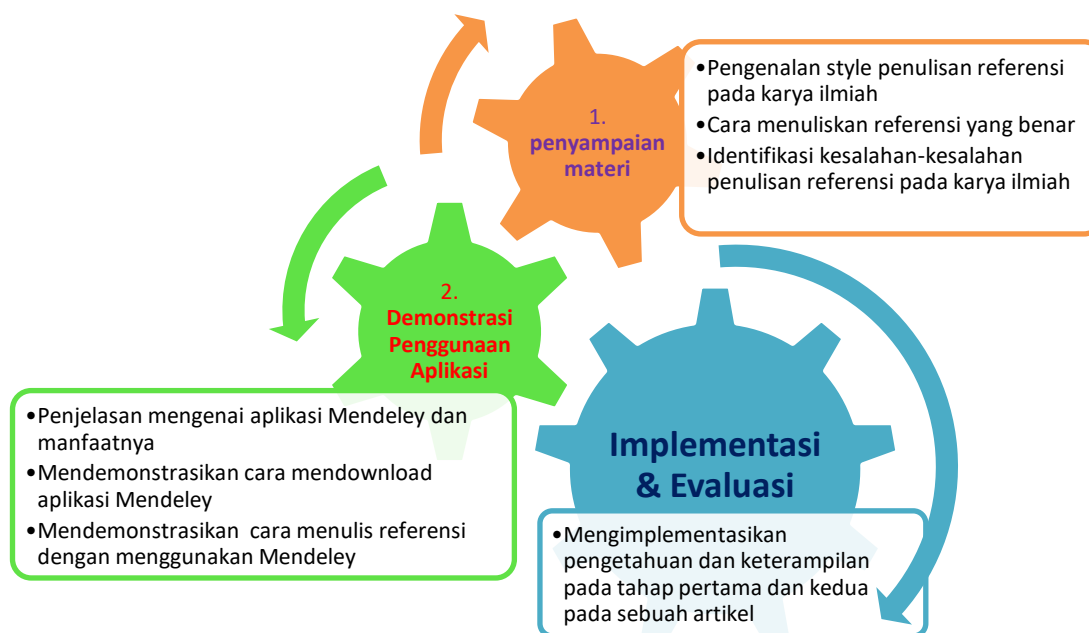 1.
penyampaian
materi
•Pengenalan style penulisan referensi
pada karya ilmiah
•Cara menuliskan referensi yang benar
•Identifikasi kesalahan-kesalahan
penulisan referensi pada karya ilmiah
2.
Demonstrasi
Penggunaan
Aplikasi
•Penjelasan mengenai aplikasi Mendeley dan
manfaatnya
•Mendemonstrasikan cara mendownload
aplikasi Mendeley
•Mendemonstrasikan cara menulis referensi
dengan menggunakan Mendeley
Implementasi
& Evaluasi
•Mengimplementasikan
pengetahuan dan keterampilan
pada tahap pertama dan kedua
pada sebuah artikel